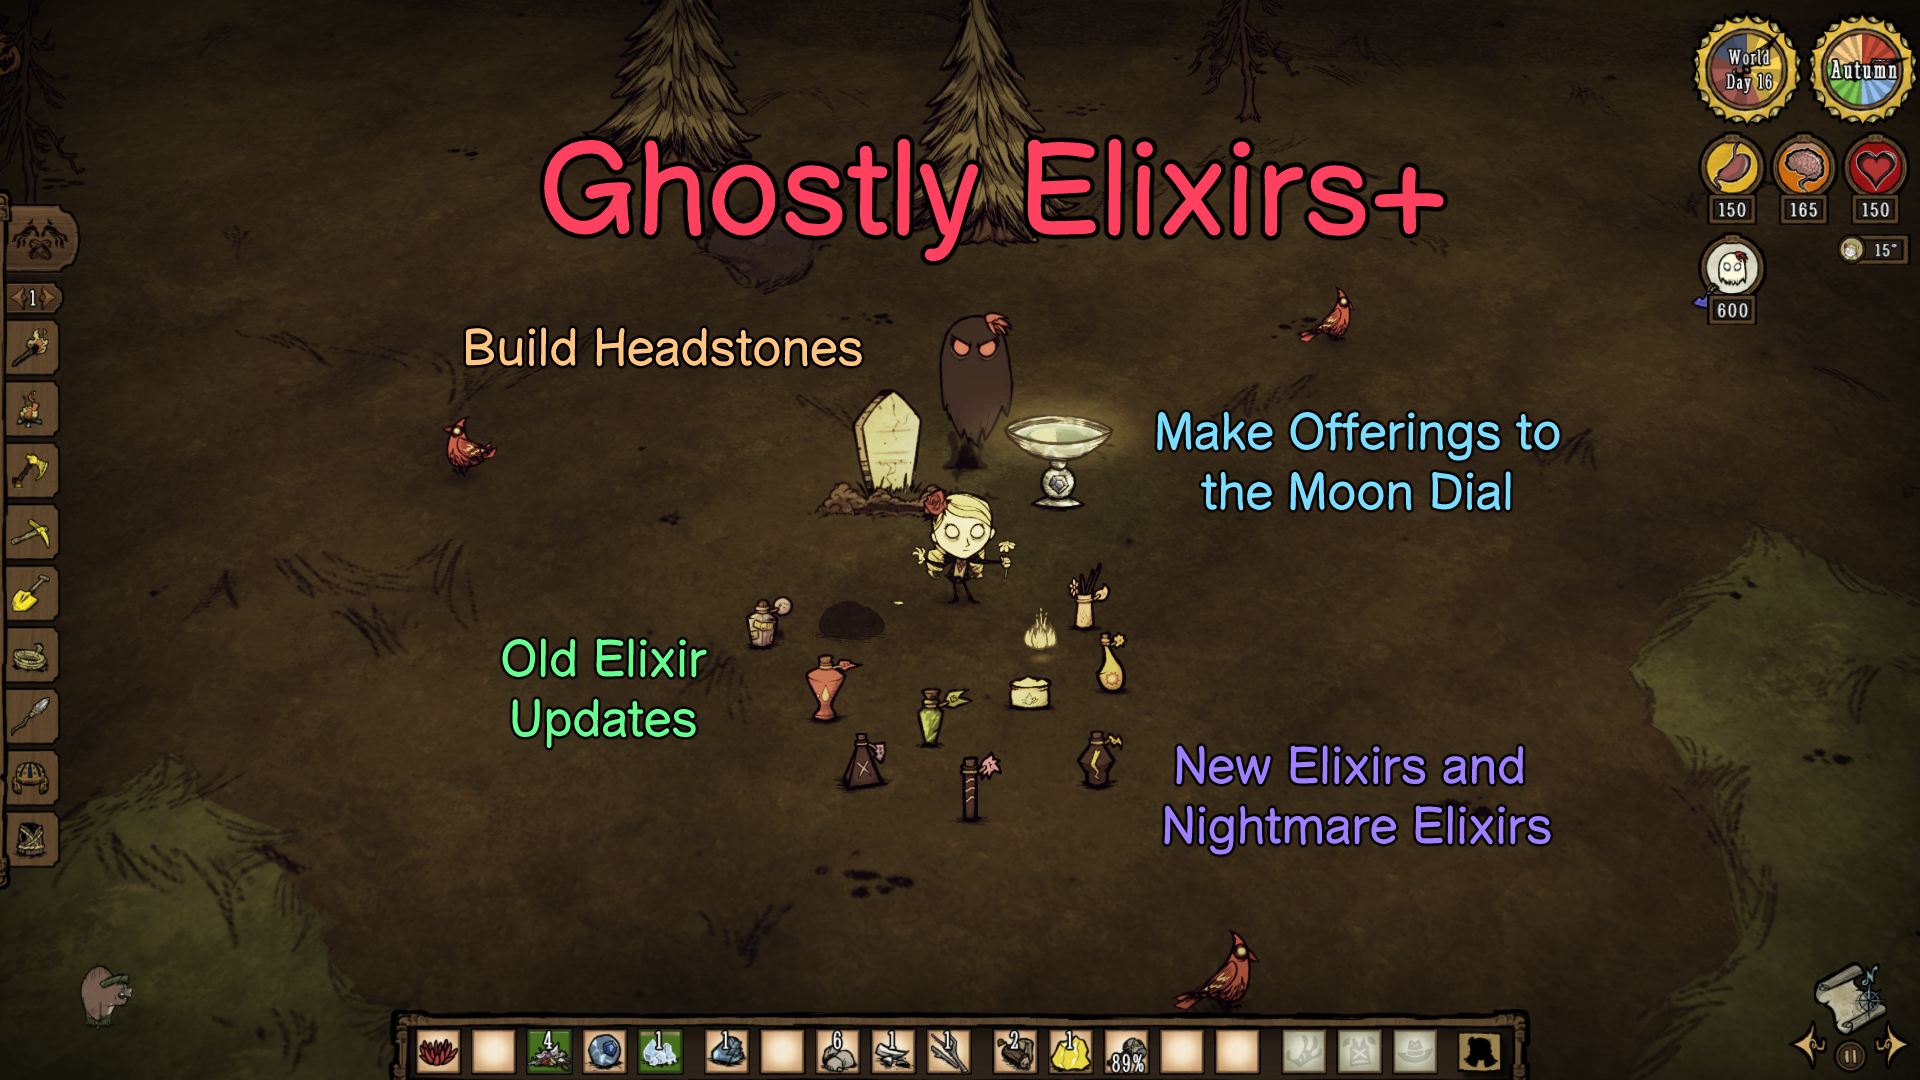 World
Day 16
Autumn
Ghostly Elixirs+
150
165
150
15°
600
1
Build Headstones
Make Offerings to
the Moon Dial
Old Elixir
Updates
New Elixirs and
Nightmare Elixirs
N
4
1
1
6
1
1
2
1
89%